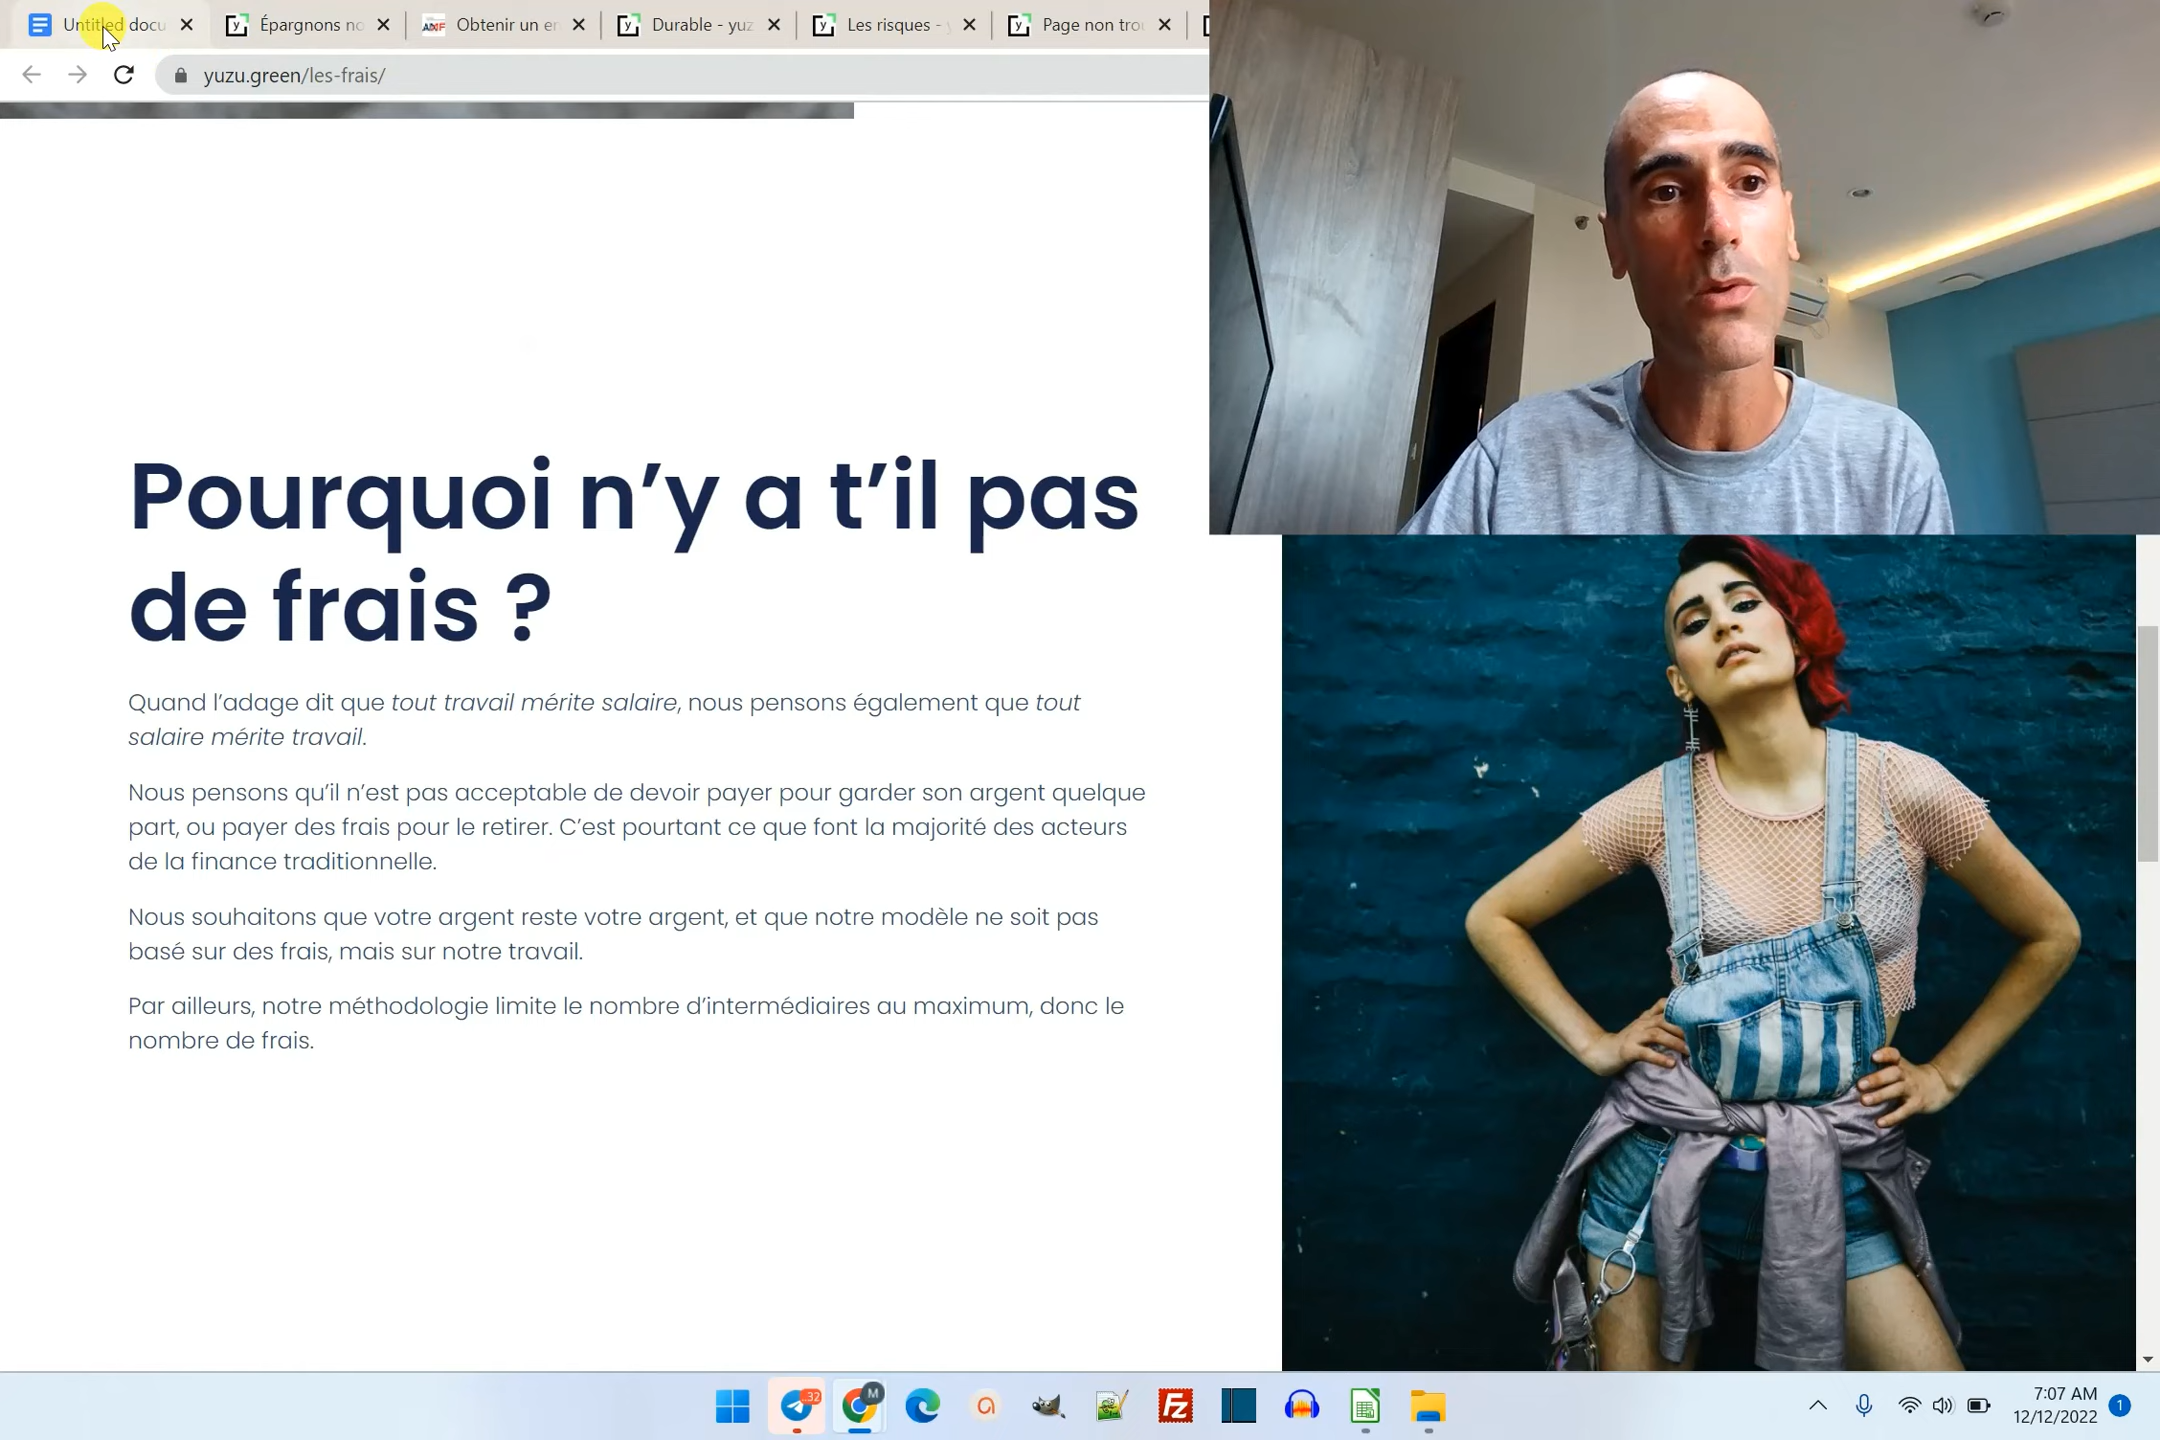 Untitled docu
Épargnons no
Obtenir un en
Durable - yuz
Les risques - y
Page non trou
yuzu.green/les-frais/
Pourquoi n’y a t’il pas
de frais ?
Quand l’adage dit que tout travail mérite salaire, nous pensons également que tout
salaire mérite travail.
Nous pensons qu’il n’est pas acceptable de devoir payer pour garder son argent quelque
part, ou payer des frais pour le retirer. C’est pourtant ce que font la majorité des acteurs
de la finance traditionnelle.
Nous souhaitons que votre argent reste votre argent, et que notre modèle ne soit pas
basé sur des frais, mais sur notre travail.
Par ailleurs, notre méthodologie limite le nombre d’intermédiaires au maximum, donc le
nombre de frais.
32
M
Fz
7:07 AM
12/12/2022
1